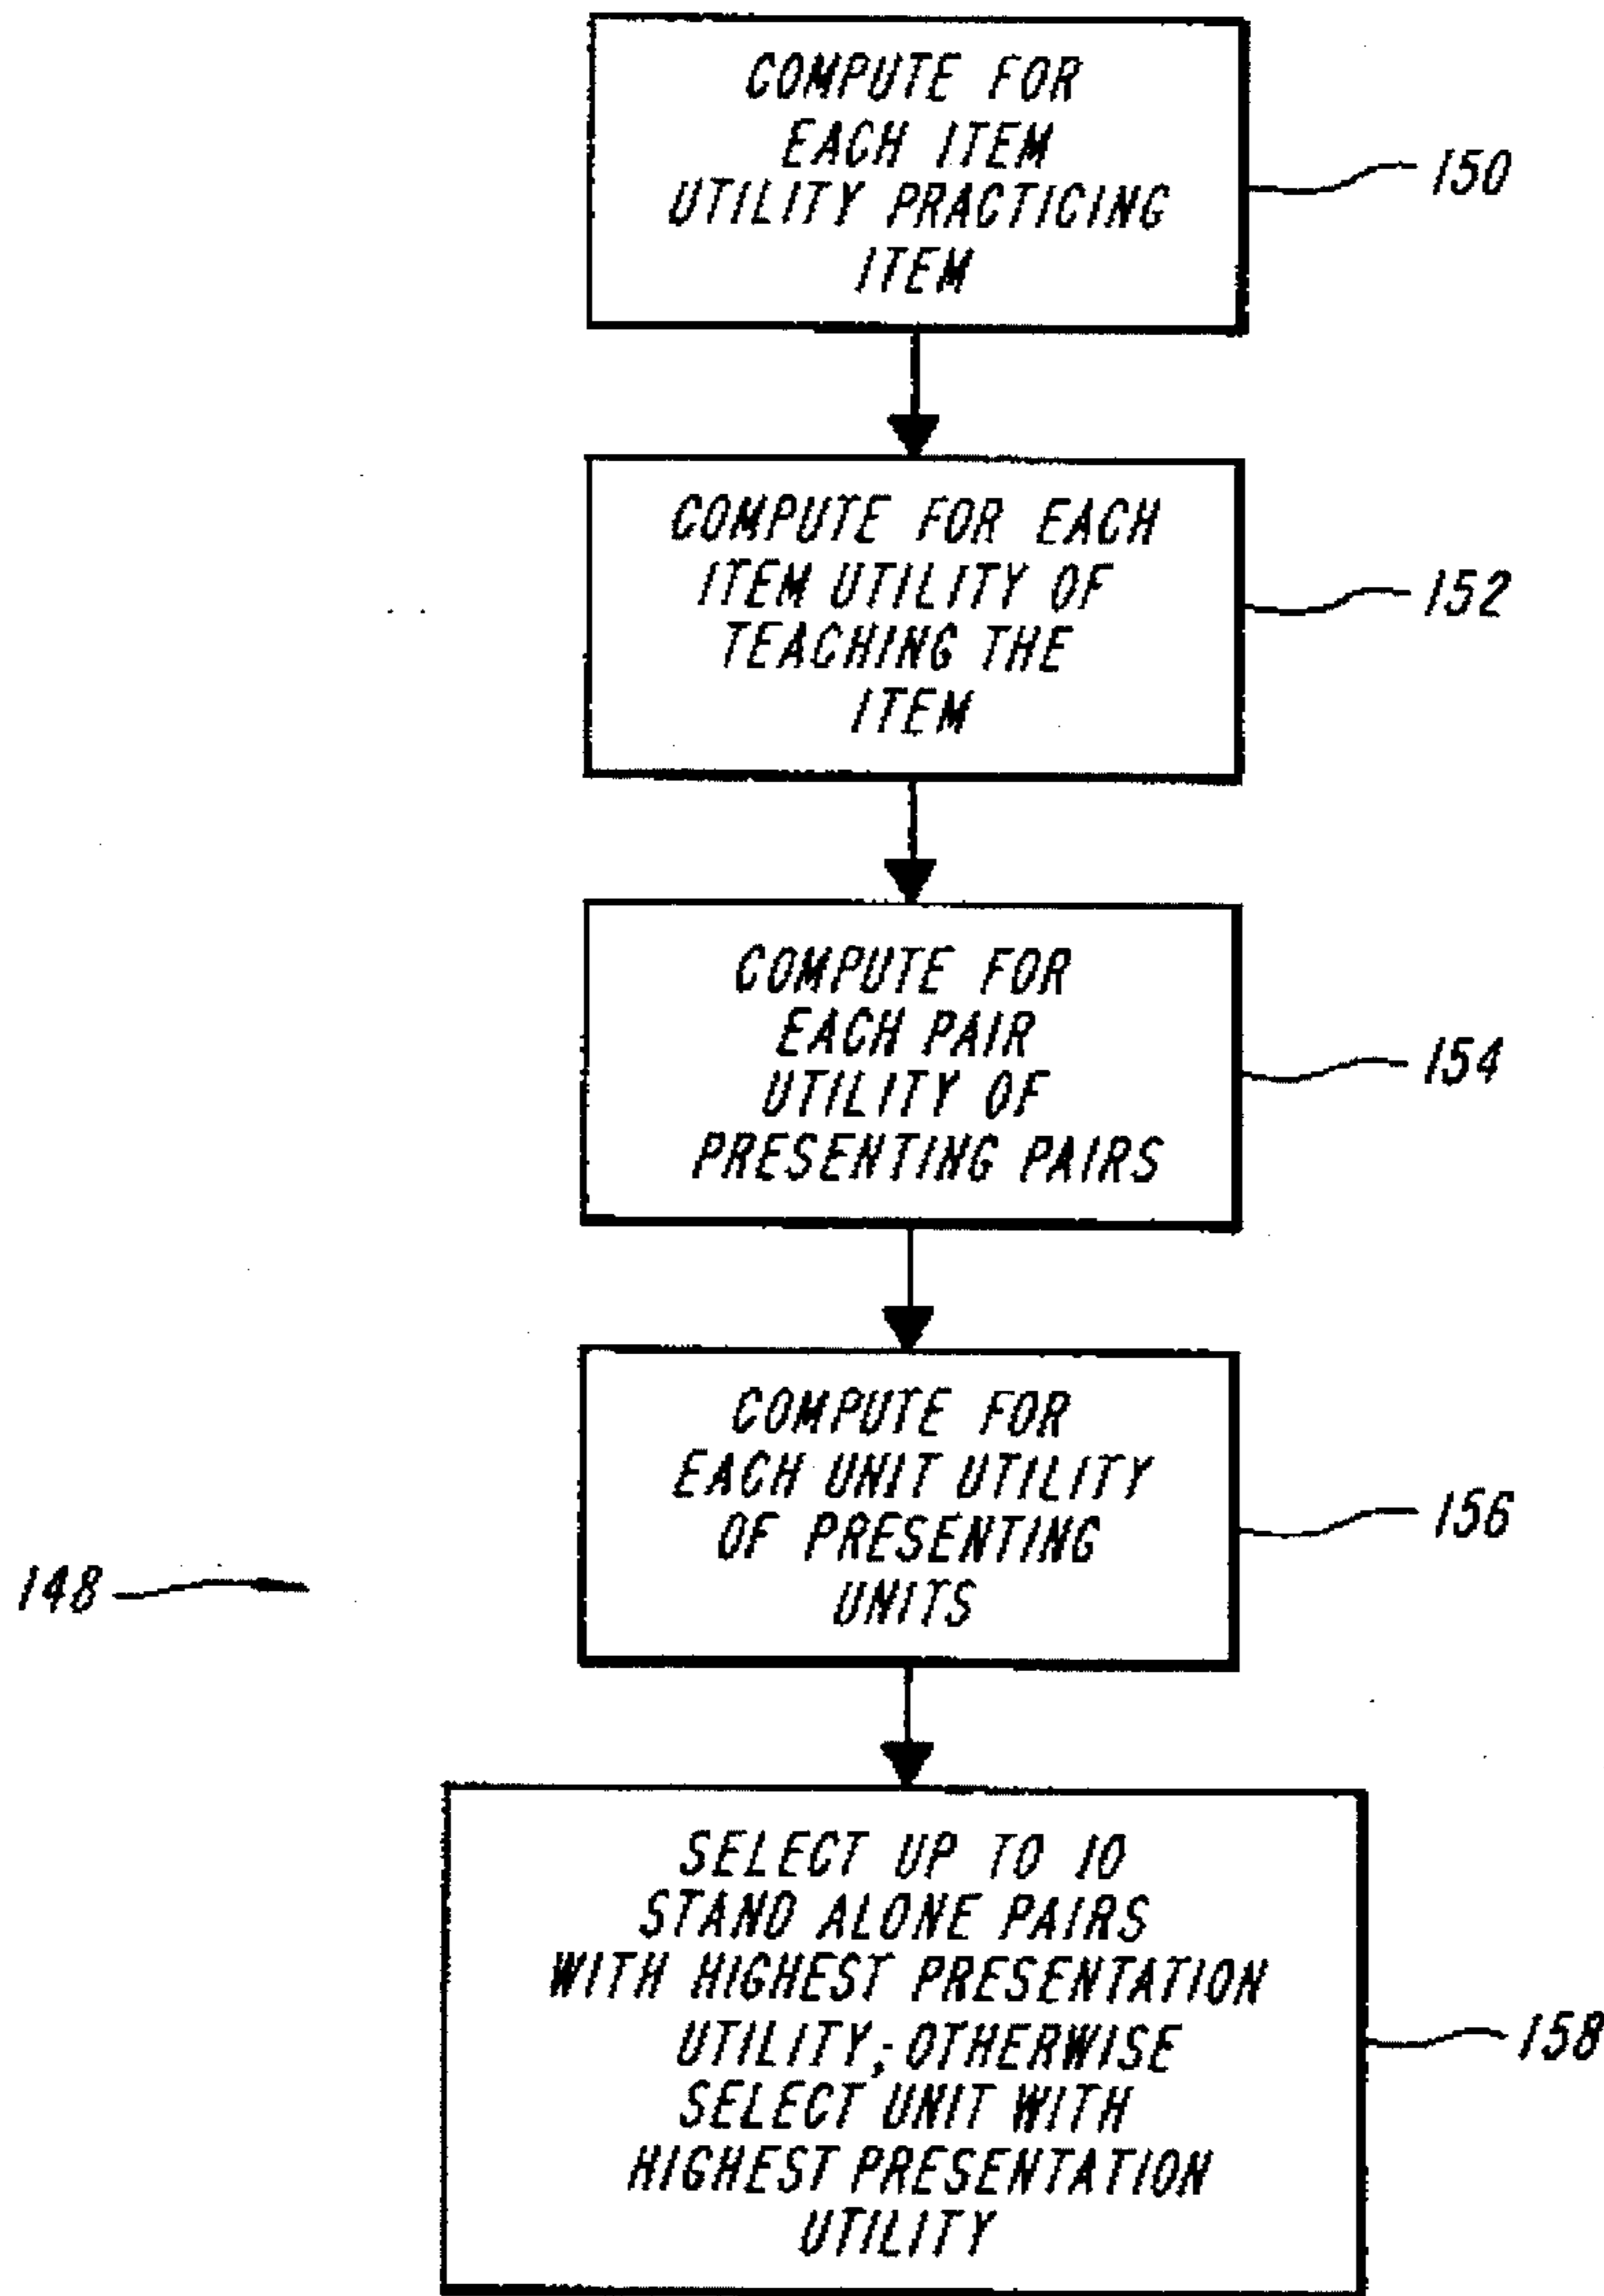 COMPUTE FOR
EACH ITEM
UTILITY PRACTICING
ITEM
150
COMPUTE FOR EACH
ITEM UTILITY OF
TEACHING THE
ITEM
152
COMPUTE FOR
EACH PAIR
UTILITY OF
PRESENTING PAIRS
154
COMPUTE FOR
EACH UNIT UTILITY
OF PRESENTING
UNITS
156
148
SELECT UP TO 10
STAND ALONE PAIRS
WITH HIGHEST PRESENTATION
UTILITY; OTHERWISE
SELECT UNIT WITH
HIGHEST PRESENTATION
UTILITY
158